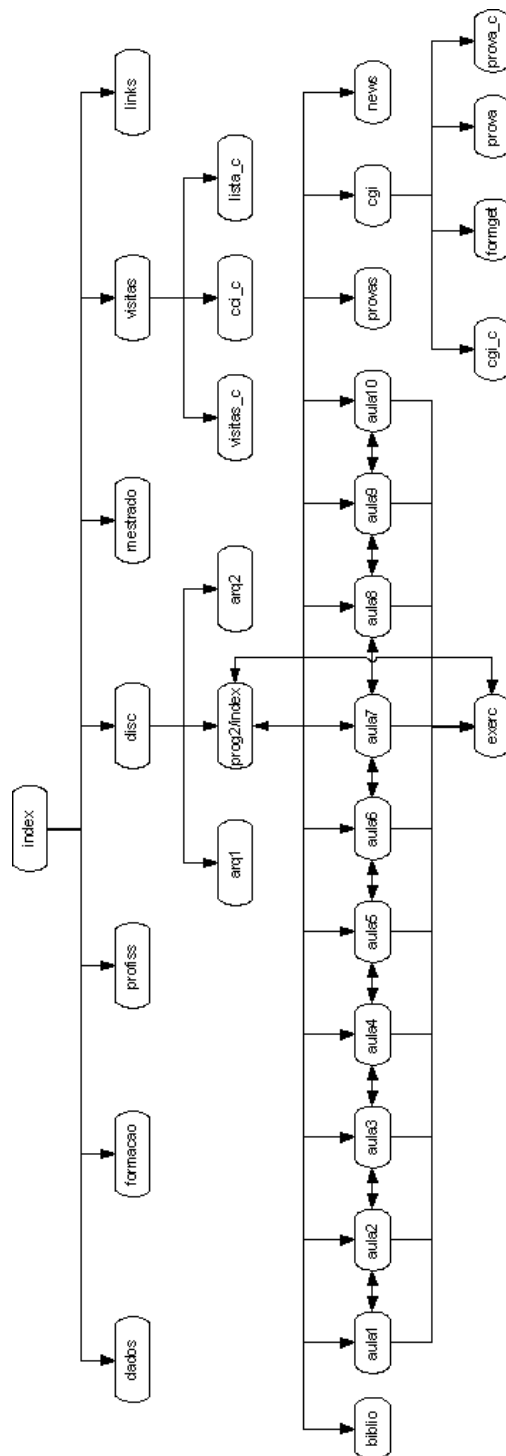 index
dados
formacao
profiss
disc
mestrado
visitas
links
arq1
prog2/index
arq2
visitas_c
cci_c
lista_c
biblio
aula1
aula2
aula3
aula4
aula5
aula6
aula7
aula8
aula9
aula10
provas
cgi
news
exerc
cgi_c
formget
prova
prova_c